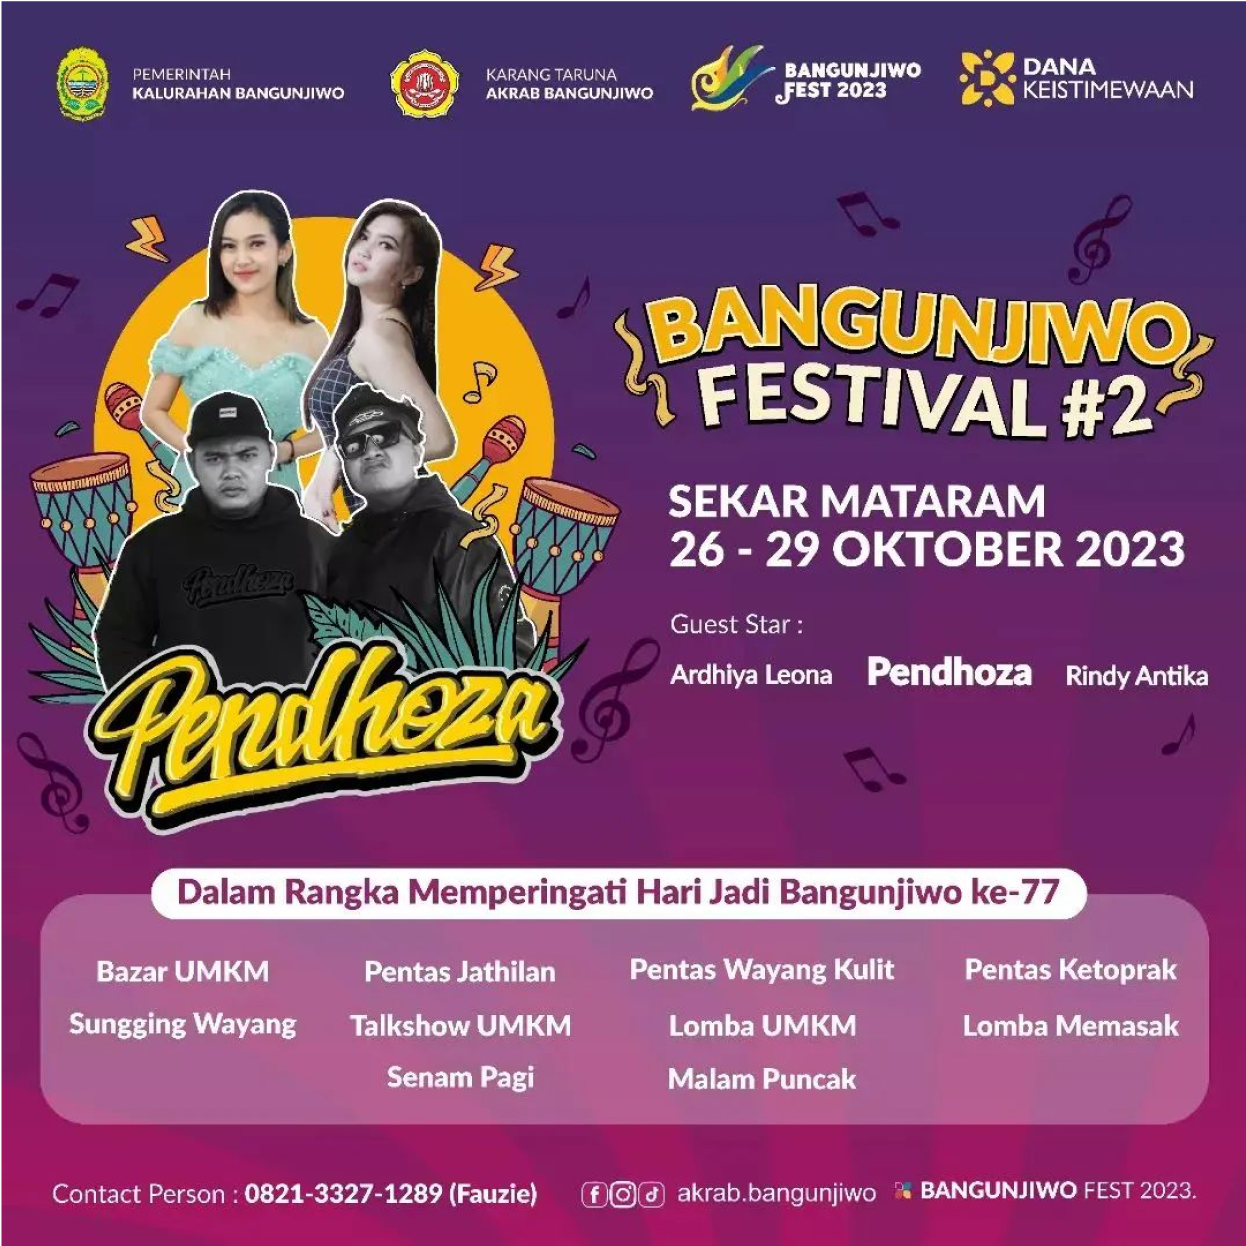 PEMERINTAH
KALURAHAN BANGUNJIWO
KARANG TARUNA
AKRAB BANGUNJIWO
BANGUNJIWO
FEST 2023
DANA
KEISTIMEWAAN
BANGUNJIWO
FESTIVAL #2
SEKAR MATARAM
26 - 29 OKTOBER 2023
Guest Star :
Ardhiya Leona Pendhoza Rindy Antika
Pendhoza
Pendhoza
Dalam Rangka Memperingati Hari Jadi Bangunjiwo ke-77
Bazar UMKM Pentas Jathilan Pentas Wayang Kulit Pentas Ketoprak
Sungging Wayang Talkshow UMKM Lomba UMKM Lomba Memasak
Senam Pagi Malam Puncak
Contact Person : 0821-3327-1289 (Fauzie) akrab.bangunjiwo BANGUNJIWO FEST 2023.